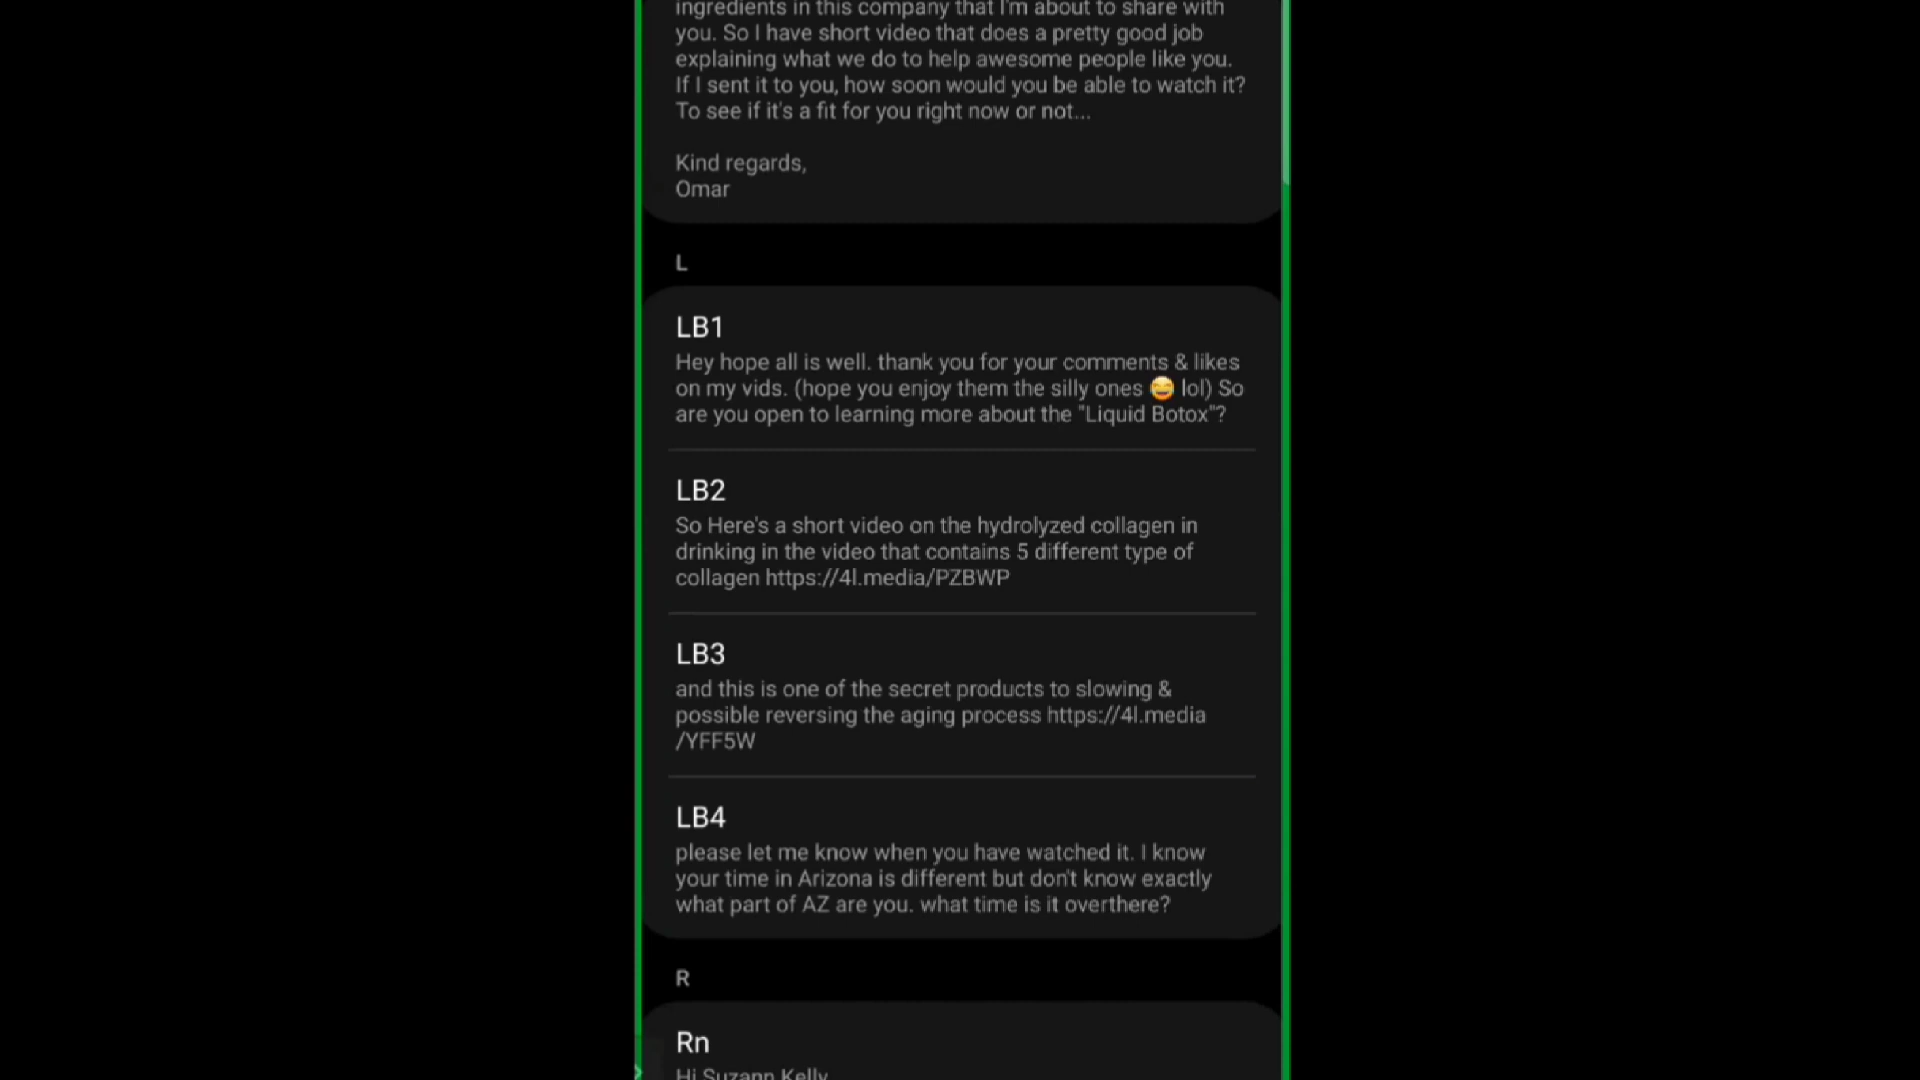 ingredients in this company that I'm about to share with
you. So I have short video that does a pretty good job
explaining what we do to help awesome people like you.
If I sent it to you, how soon would you be able to watch it?
To see if it's a fit for you right now or not...
Kind regards,
Omar
L
LB1
Hey hope all is well. thank you for your comments & likes
on my vids. (hope you enjoy them the silly ones 😄 lol) So
are you open to learning more about the "Liquid Botox"?
LB2
So Here's a short video on the hydrolyzed collagen in
drinking in the video that contains 5 different type of
collagen https://4l.media/PZBWP
LB3
and this is one of the secret products to slowing &
possible reversing the aging process https://4l.media
/YFF5W
LB4
please let me know when you have watched it. I know
your time in Arizona is different but don't know exactly
what part of AZ are you. what time is it overthere?
R
Rn
Hi Suzann Kelly